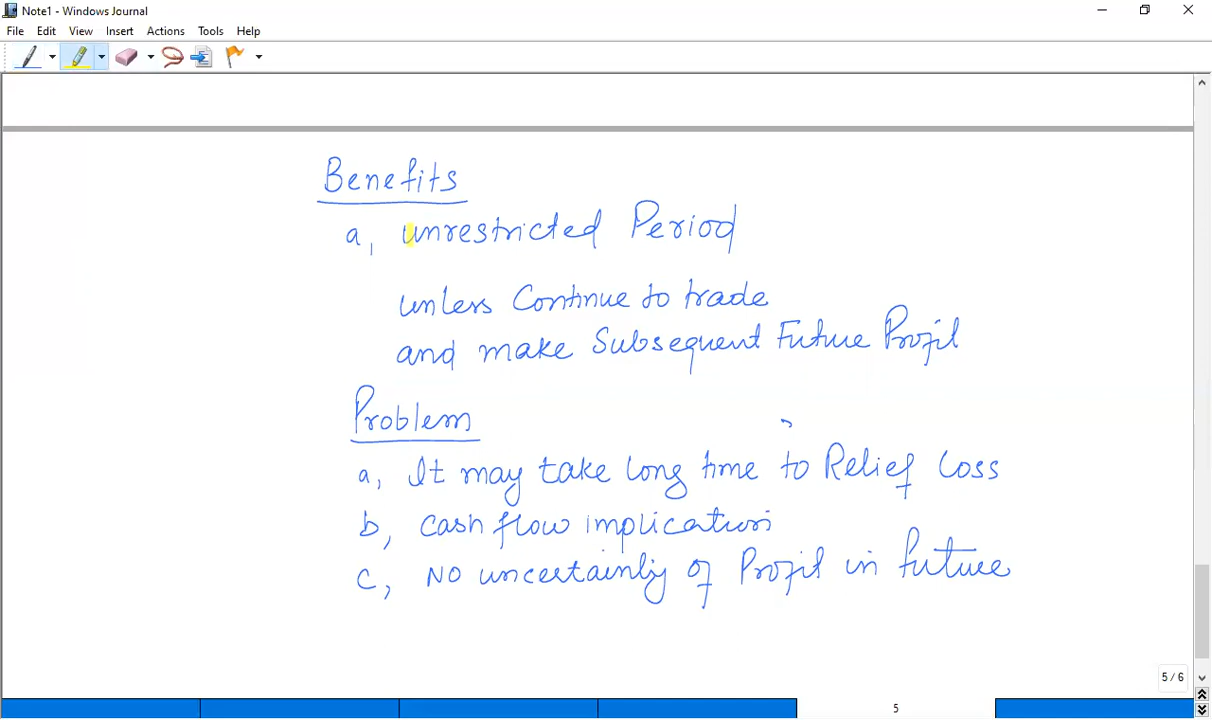 Note1 - Windows Journal
File Edit View Insert Actions Tools Help
Benefits
a, unrestricted Period
unless Continue to trade
and make Subsequent Future Profit
Problem
a, It may take long time to Relief Loss
b, Cash flow implication
c, No uncertainly of Profit in future
5 / 6
5